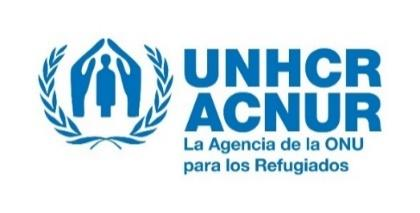 UNHCR
ACNUR
La Agencia de la ONU
para los Refugiados